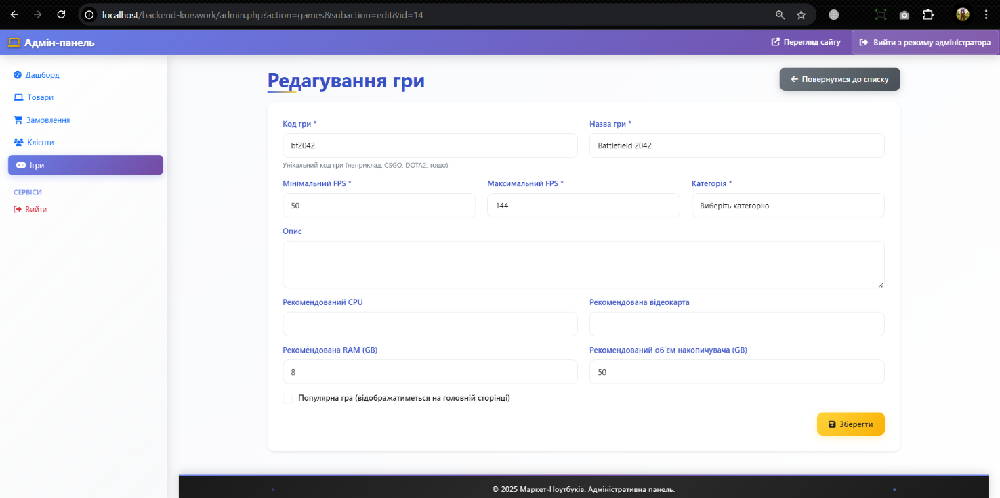 localhost/backend-kurswork/admin.php?action=games&subaction=edit&id=14
Адмін-панель
Перегляд сайту
Вийти з режиму адміністратора
Дашборд
Товари
Замовлення
Клієнти
Ігри
СЕРВІСИ
Вийти
Редагування гри
Повернутися до списку
Код гри * Назва гри *
bf2042 Battlefield 2042
Унікальний код гри (наприклад, CSGO, DOTA2, тощо)
Мінімальний FPS * Максимальний FPS * Категорія *
50 144 Виберіть категорію
Опис
Рекомендований CPU Рекомендована відеокарта
Рекомендована RAM (GB) Рекомендований об'єм накопичувача (GB)
8 50
Популярна гра (відображатиметься на головній сторінці)
Зберегти
© 2025 Маркет-Ноутбуків. Адміністративна панель.